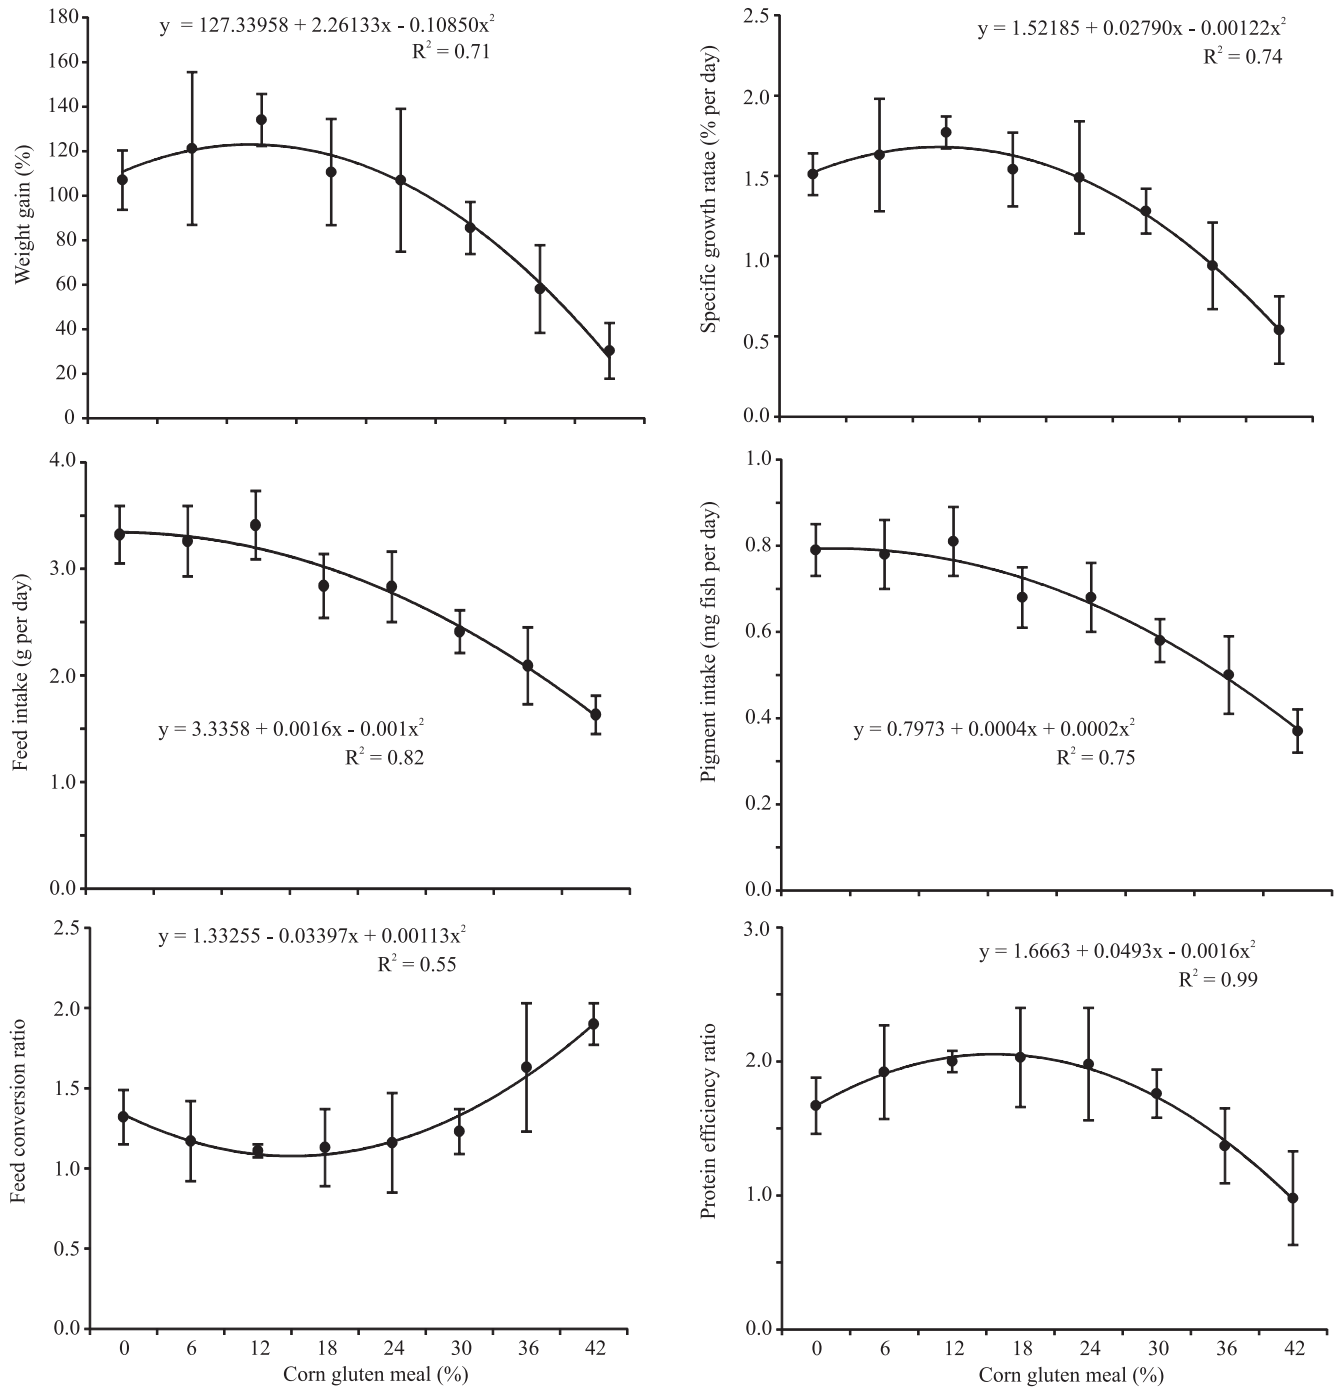 y = 127.33958 + 2.26133x - 0.10850x²
R² = 0.71
180
160
140
120
100
80
60
40
20
0
Weight gain (%)
y = 1.52185 + 0.02790x - 0.00122x²
R² = 0.74
2.5
2.0
1.5
1.0
0.5
0.0
Specific growth ratae (% per day)
4.0
3.0
2.0
1.0
0.0
Feed intake (g per day)
y = 3.3358 + 0.0016x - 0.001x²
R² = 0.82
1.0
0.8
0.6
0.4
0.2
0.0
Pigment intake (mg fish per day)
y = 0.7973 + 0.0004x + 0.0002x²
R² = 0.75
y = 1.33255 - 0.03397x + 0.00113x²
R² = 0.55
2.5
2.0
1.5
1.0
0.5
0.0
Feed conversion ratio
0 6 12 18 24 30 36 42
Corn gluten meal (%)
y = 1.6663 + 0.0493x - 0.0016x²
R² = 0.99
3.0
2.0
1.0
0.0
Protein efficiency ratio
0 6 12 18 24 30 36 42
Corn gluten meal (%)